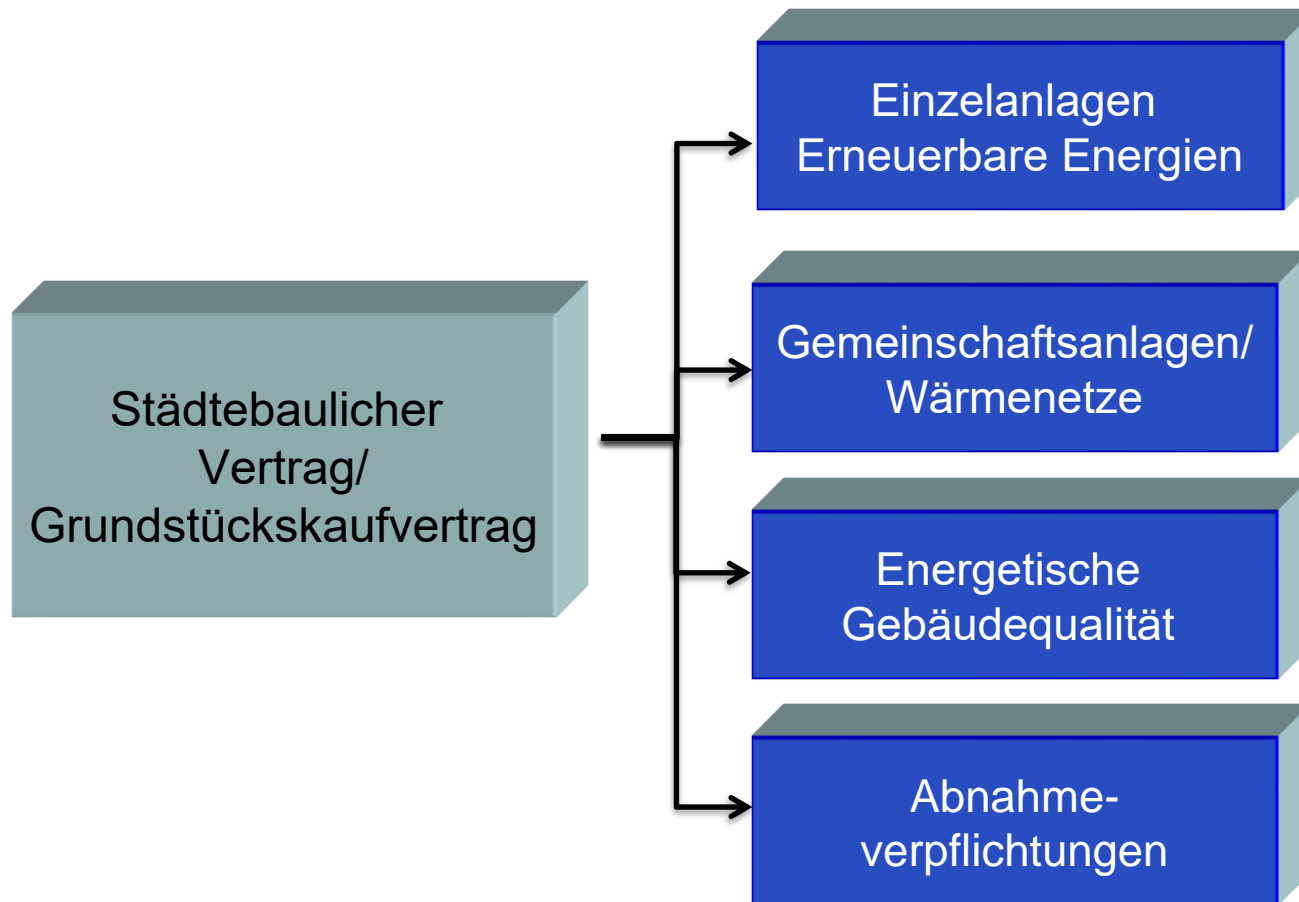 Städtebaulicher
Vertrag/
Grundstückskaufvertrag
Einzelanlagen
Erneuerbare Energien
Gemeinschaftsanlagen/
Wärmenetze
Energetische
Gebäudequalität
Abnahme-
verpflichtungen